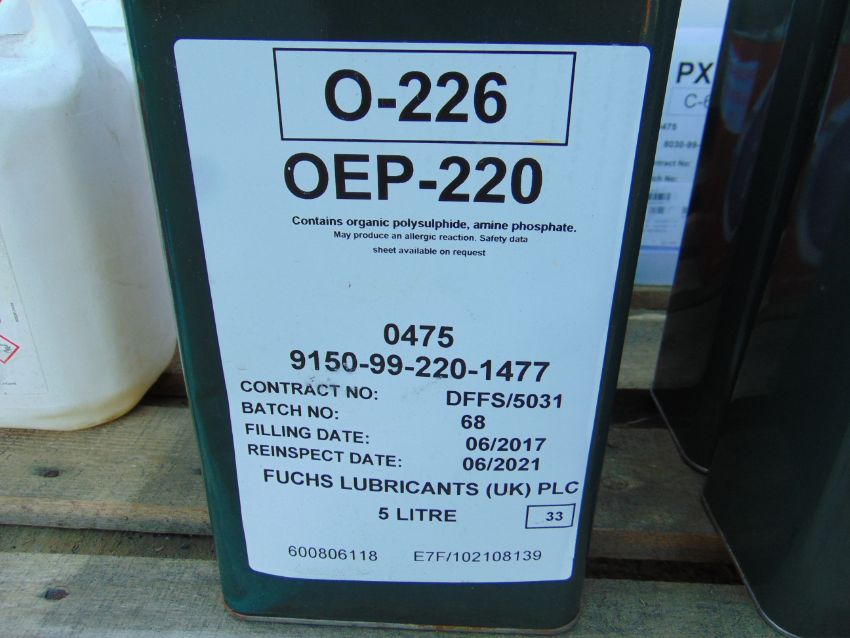 O-226
OEP-220
Contains organic polysulphide, amine phosphate.
May produce an allergic reaction. Safety data
sheet available on request
0475
9150-99-220-1477
CONTRACT NO: DFFS/5031
BATCH NO: 68
FILLING DATE: 06/2017
REINSPECT DATE: 06/2021
FUCHS LUBRICANTS (UK) PLC
5 LITRE 33
600806118 E7F/102108139
PX